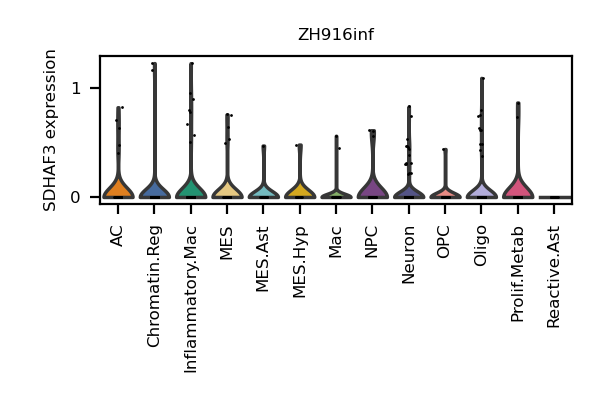 ZH916inf
SDHAF3 expression
1
0
AC
Chromatin.Reg
Inflammatory.Mac
MES
MES.Ast
MES.Hyp
Mac
NPC
Neuron
OPC
Oligo
Prolif.Metab
Reactive.Ast